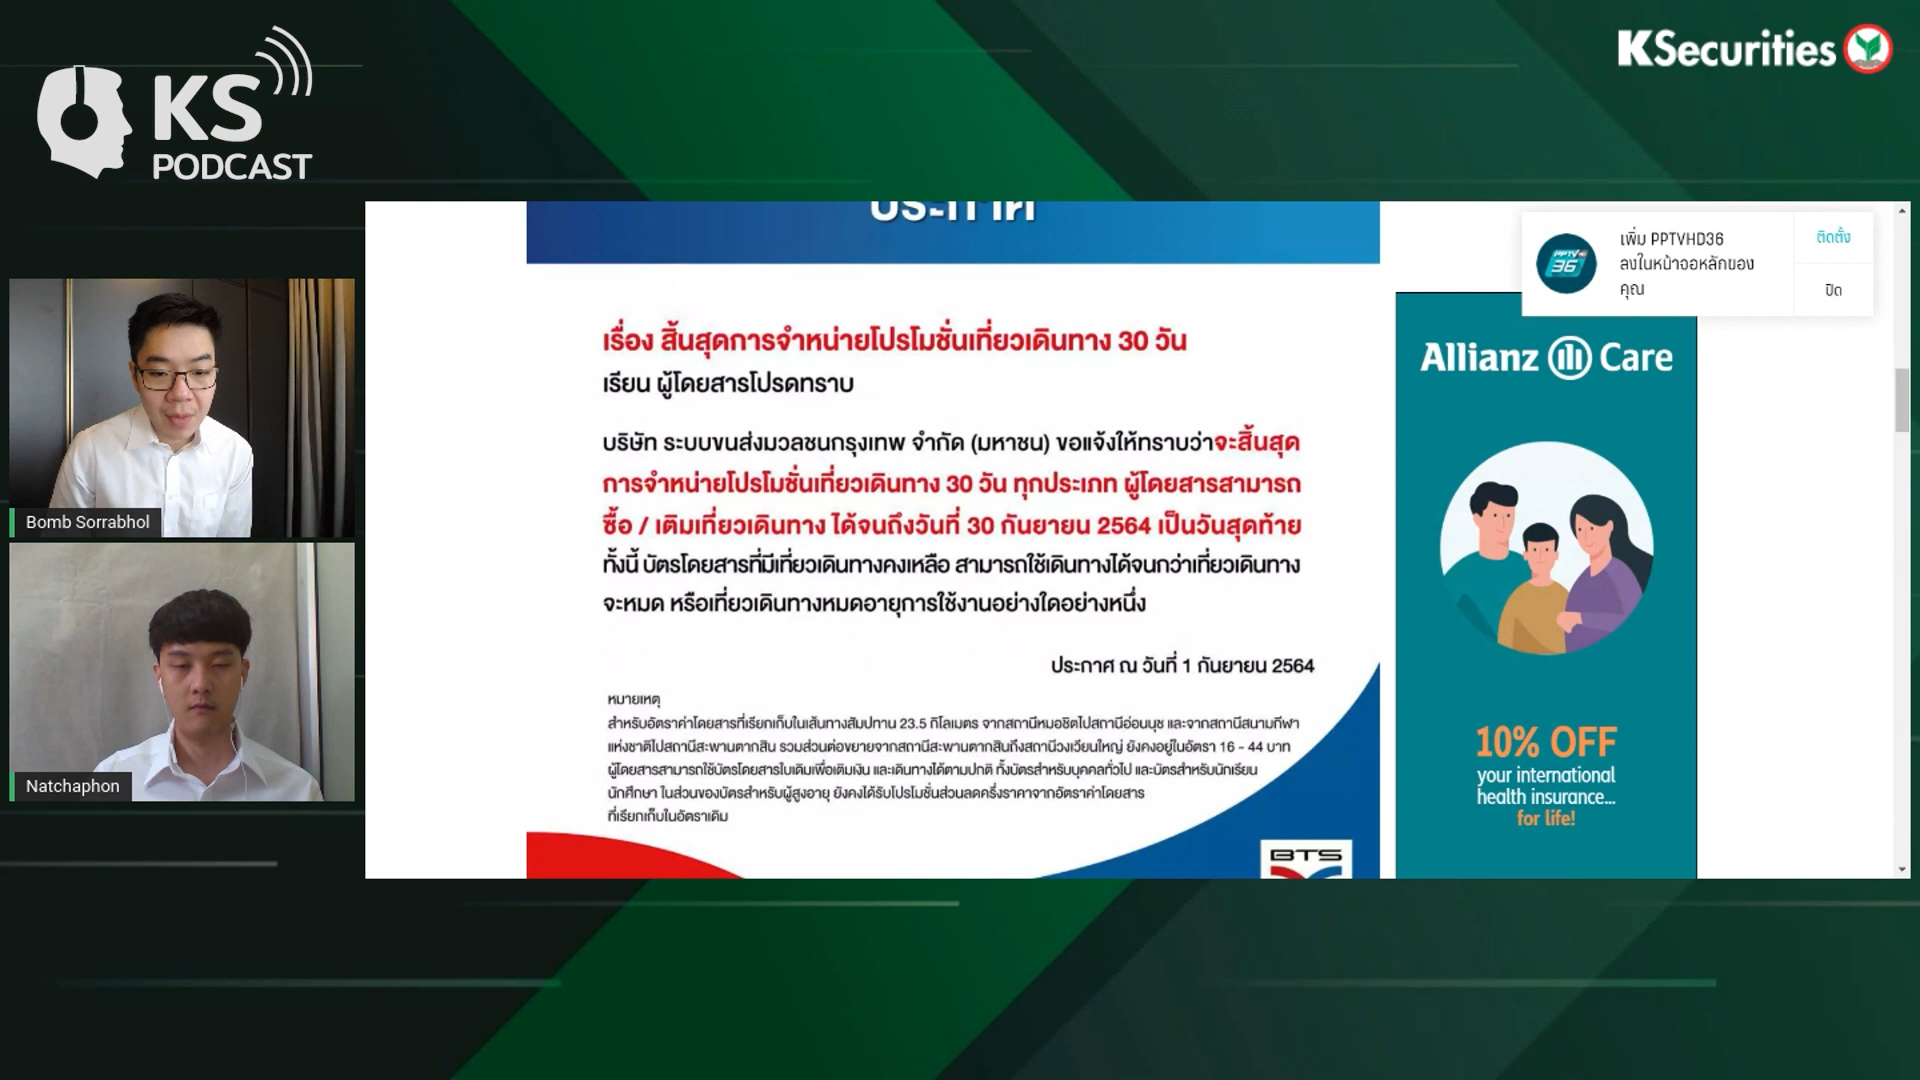 KS
PODCAST
KSecurities
ประกาศ
เพิ่ม PPTVHD36
ลงในหน้าจอหลักของ
คุณ
ติดตั้ง
ปิด
PPTV HD
36
เรื่อง สิ้นสุดการจำหน่ายโปรโมชั่นเที่ยวเดินทาง 30 วัน
เรียน ผู้โดยสารโปรดทราบ
บริษัท ระบบขนส่งมวลชนกรุงเทพ จำกัด (มหาชน) ขอแจ้งให้ทราบว่าจะสิ้นสุด
การจำหน่ายโปรโมชั่นเที่ยวเดินทาง 30 วัน ทุกประเภท ผู้โดยสารสามารถ
ซื้อ / เติมเที่ยวเดินทาง ได้จนถึงวันที่ 30 กันยายน 2564 เป็นวันสุดท้าย
ทั้งนี้ บัตรโดยสารที่มีเที่ยวเดินทางคงเหลือ สามารถใช้เดินทางได้จนกว่าเที่ยวเดินทาง
จะหมด หรือเที่ยวเดินทางหมดอายุการใช้งานอย่างใดอย่างหนึ่ง
ประกาศ ณ วันที่ 1 กันยายน 2564
หมายเหตุ
สำหรับอัตราค่าโดยสารที่เรียกเก็บในเส้นทางสัมปทาน 23.5 กิโลเมตร จากสถานีหมอชิตไปสถานีอ่อนนุช และจากสถานีสนามกีฬา
แห่งชาติไปสถานีสะพานตากสิน รวมส่วนต่อขยายจากสถานีสะพานตากสินถึงสถานีวงเวียนใหญ่ ยังคงอยู่ในอัตรา 16 - 44 บาท
ผู้โดยสารสามารถใช้บัตรโดยสารใบเดิมเพื่อเติมเงิน และเดินทางได้ตามปกติ ทั้งบัตรสำหรับบุคคลทั่วไป และบัตรสำหรับนักเรียน
นักศึกษา ในส่วนของบัตรสำหรับผู้สูงอายุ ยังคงได้รับโปรโมชั่นส่วนลดครึ่งราคาจากอัตราค่าโดยสาร
ที่เรียกเก็บในอัตราเดิม
BTS
Allianz Care
10% OFF
your international
health insurance...
for life!
Bomb Sorrabhol
Natchaphon